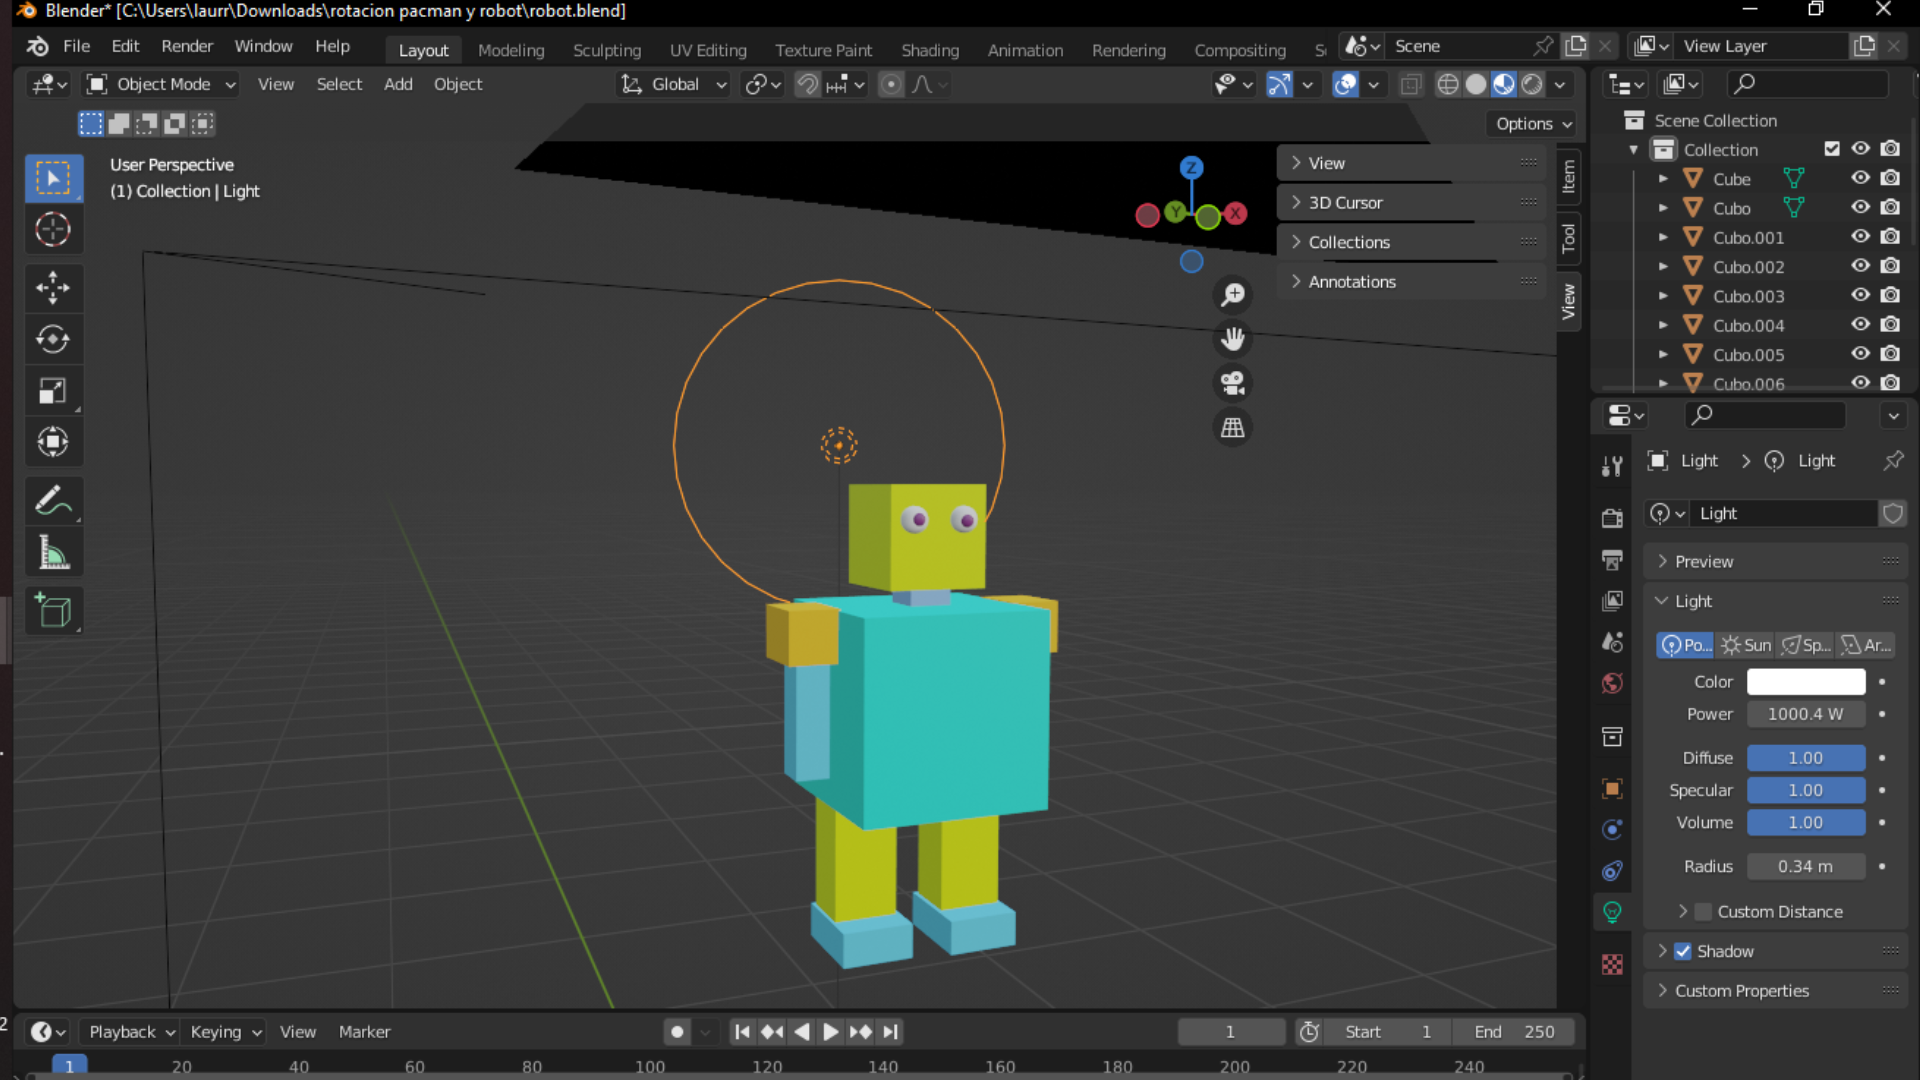 Blender* [C:\Users\laurr\Downloads\rotacion pacman y robot\robot.blend]
File Edit Render Window Help Layout Modeling Sculpting UV Editing Texture Paint Shading Animation Rendering Compositing Scene View Layer
Object Mode View Select Add Object Global
Options
User Perspective
(1) Collection | Light
Z
Y
X
View
3D Cursor
Collections
Annotations
Item
Tool
View
Scene Collection
Collection
Cube
Cubo
Cubo.001
Cubo.002
Cubo.003
Cubo.004
Cubo.005
Cubo.006
Light > Light
Light
Preview
Light
Po... Sun Sp... Ar...
Color
Power 1000.4 W
Diffuse 1.00
Specular 1.00
Volume 1.00
Radius 0.34 m
Custom Distance
Shadow
Custom Properties
2
Playback Keying View Marker 1 Start 1 End 250
1 20 40 60 80 100 120 140 160 180 200 220 240